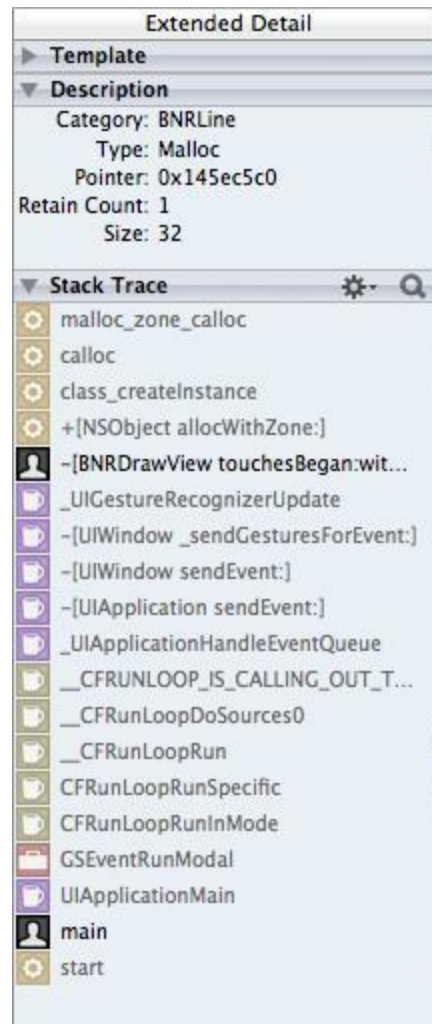 Extended Detail
Template
Description
Category: BNRLine
Type: Malloc
Pointer: 0x145ec5c0
Retain Count: 1
Size: 32
Stack Trace
malloc_zone_calloc
calloc
class_createInstance
+[NSObject allocWithZone:]
-[BNRDrawView touchesBegan:wit...
_UIGestureRecognizerUpdate
-[UIWindow _sendGesturesForEvent:]
-[UIWindow sendEvent:]
-[UIApplication sendEvent:]
_UIApplicationHandleEventQueue
__CFRUNLOOP_IS_CALLING_OUT_T...
__CFRunLoopDoSources0
__CFRunLoopRun
CFRunLoopRunSpecific
CFRunLoopRunInMode
GSEventRunModal
UIApplicationMain
main
start